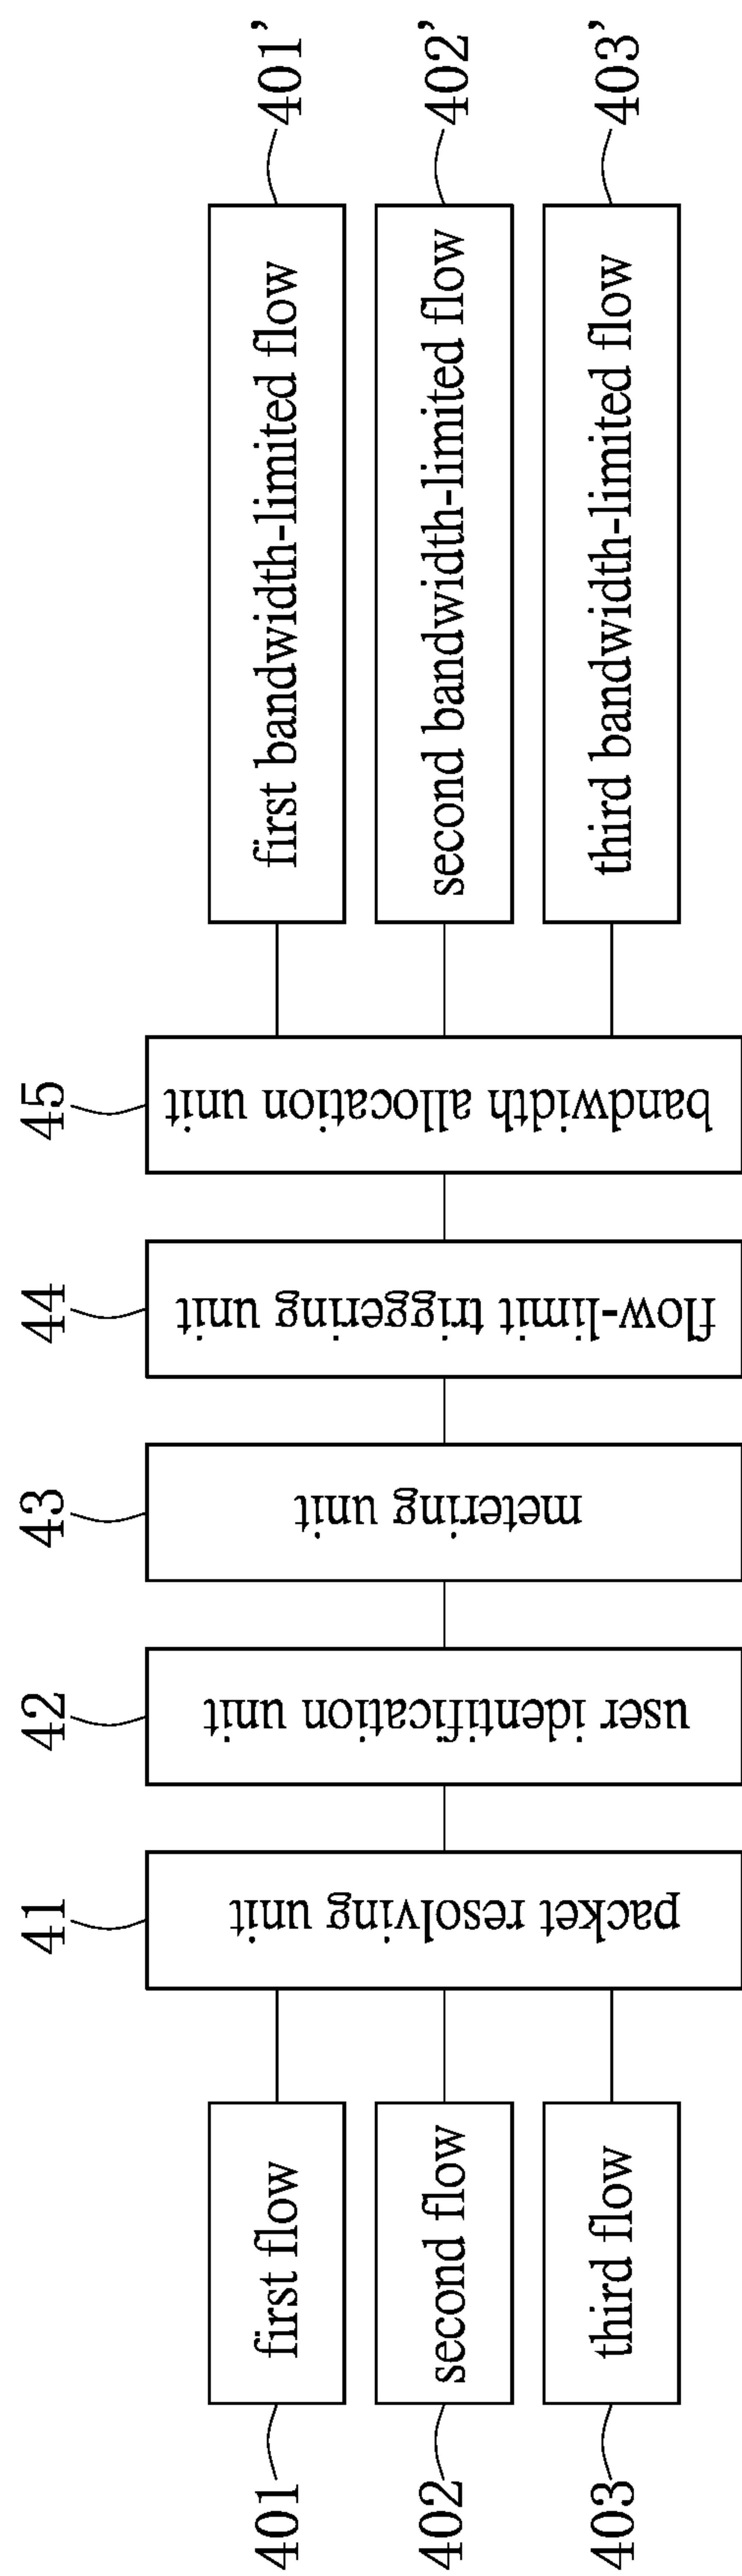 401
first flow
402
second flow
403
third flow
41
packet resolving unit
42
user identification unit
43
metering unit
44
flow-limit triggering unit
45
bandwidth allocation unit
first bandwidth-limited flow
401’
second bandwidth-limited flow
402’
third bandwidth-limited flow
403’